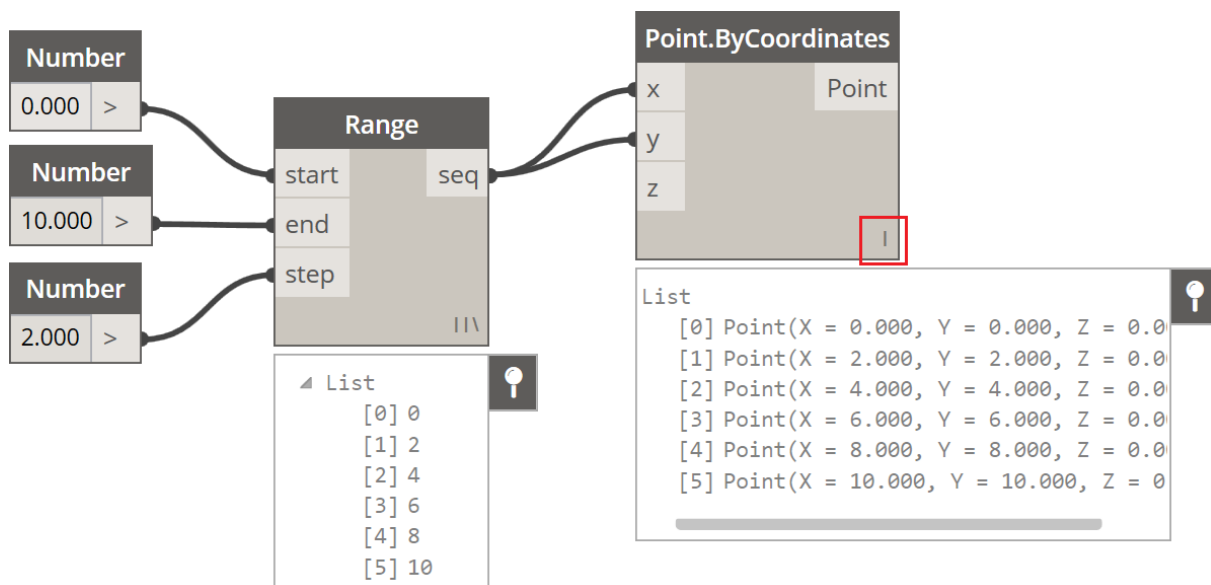 Number
0.000 >
Number
10.000 >
Number
2.000 >
Range
start seq
end
step
||\
List
[0] 0
[1] 2
[2] 4
[3] 6
[4] 8
[5] 10
Point.ByCoordinates
x Point
y
z
|
List
[0] Point(X = 0.000, Y = 0.000, Z = 0.0
[1] Point(X = 2.000, Y = 2.000, Z = 0.0
[2] Point(X = 4.000, Y = 4.000, Z = 0.0
[3] Point(X = 6.000, Y = 6.000, Z = 0.0
[4] Point(X = 8.000, Y = 8.000, Z = 0.0
[5] Point(X = 10.000, Y = 10.000, Z = 0